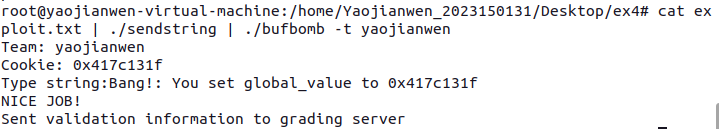 root@yaojianwen-virtual-machine:/home/Yaojianwen_2023150131/Desktop/ex4# cat ex
ploit.txt | ./sendstring | ./bufbomb -t yaojianwen
Team: yaojianwen
Cookie: 0x417c131f
Type string:Bang!: You set global_value to 0x417c131f
NICE JOB!
Sent validation information to grading server